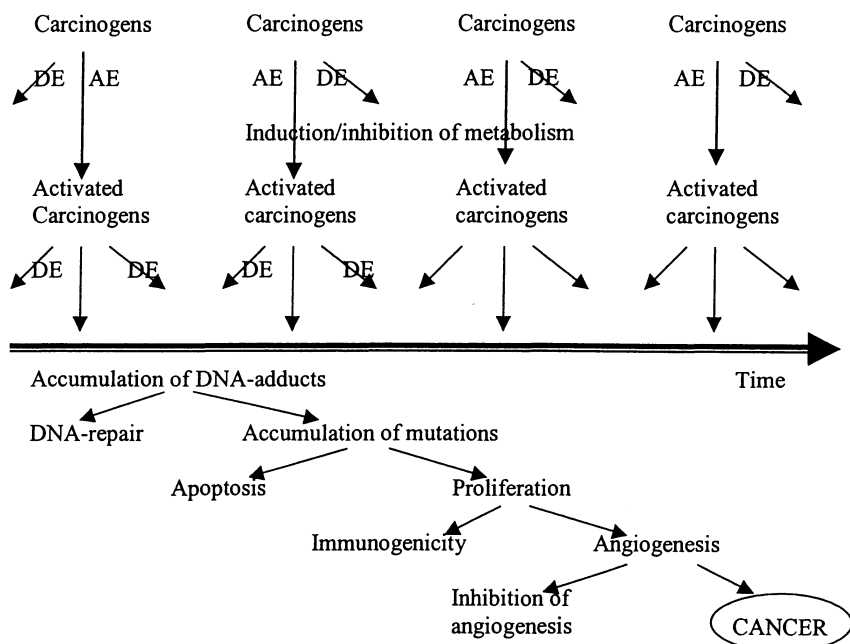 Carcinogens Carcinogens Carcinogens Carcinogens
DE AE AE DE AE DE AE DE
Induction/inhibition of metabolism
Activated Activated Activated Activated
Carcinogens carcinogens carcinogens carcinogens
DE DE DE DE
Accumulation of DNA-adducts Time
DNA-repair Accumulation of mutations
Apoptosis Proliferation
Immunogenicity Angiogenesis
Inhibition of
angiogenesis CANCER